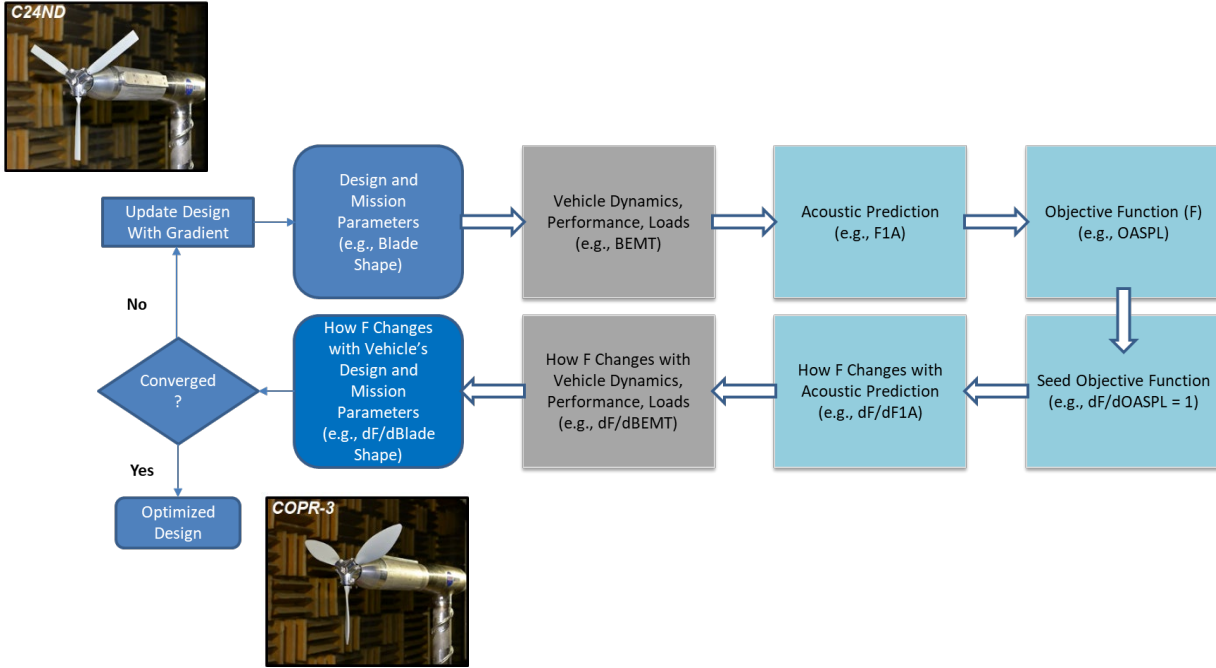 C24ND
Update Design
With Gradient
Design and
Mission
Parameters
(e.g., Blade
Shape)
Vehicle Dynamics,
Performance, Loads
(e.g., BEMT)
Acoustic Prediction
(e.g., F1A)
Objective Function (F)
(e.g., OASPL)
No
Converged
?
How F Changes
with Vehicle’s
Design and
Mission
Parameters
(e.g., dF/dBlade
Shape)
How F Changes with
Vehicle Dynamics,
Performance, Loads
(e.g., dF/dBEMT)
How F Changes with
Acoustic Prediction
(e.g., dF/dF1A)
Seed Objective Function
(e.g., dF/dOASPL = 1)
Yes
Optimized
Design
COPR-3